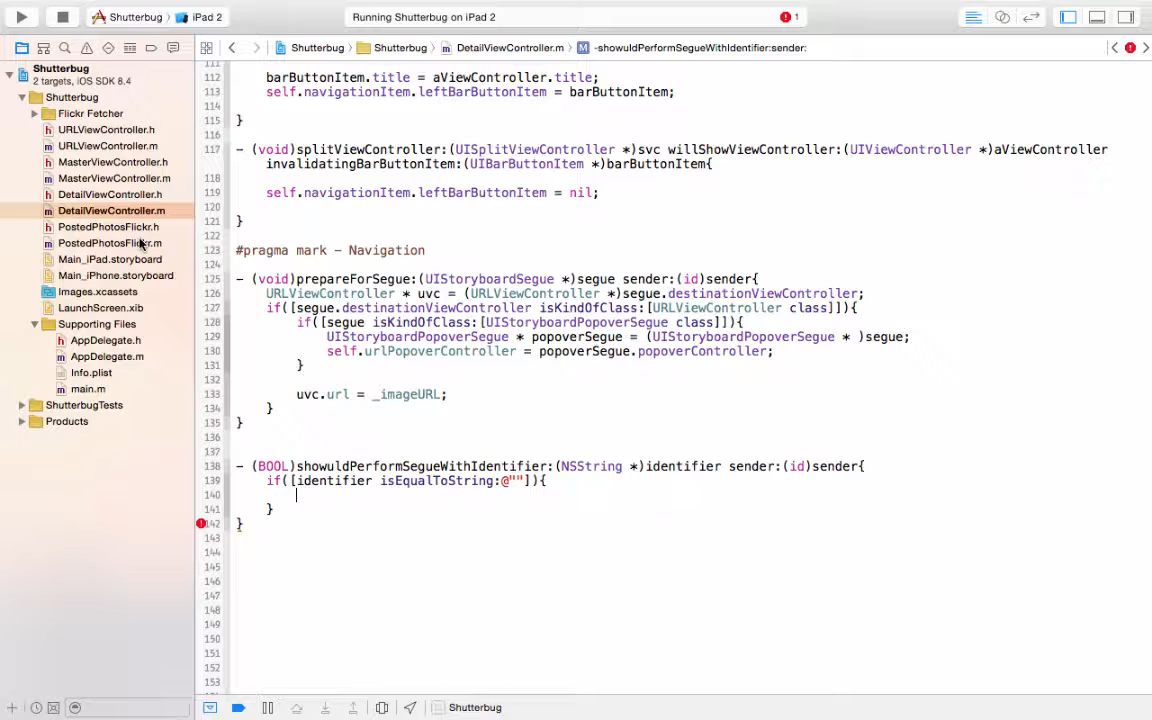 Shutterbug iPad 2
Running Shutterbug on iPad 2
1
Shutterbug Shutterbug DetailViewController.m -showuldPerformSegueWithIdentifier:sender:
Shutterbug
2 targets, iOS SDK 8.4
Shutterbug
Flickr Fetcher
URLViewController.h
URLViewController.m
MasterViewController.h
MasterViewController.m
DetailViewController.h
DetailViewController.m
PostedPhotosFlickr.h
PostedPhotosFlickr.m
Main_iPad.storyboard
Main_iPhone.storyboard
Images.xcassets
LaunchScreen.xib
Supporting Files
AppDelegate.h
AppDelegate.m
Info.plist
main.m
ShutterbugTests
Products
111
112 barButtonItem.title = aViewController.title;
113 self.navigationItem.leftBarButtonItem = barButtonItem;
114
115 }
116
117 - (void)splitViewController:(UISplitViewController *)svc willShowViewController:(UIViewController *)aViewController
invalidatingBarButtonItem:(UIBarButtonItem *)barButtonItem{
118
119 self.navigationItem.leftBarButtonItem = nil;
120
121 }
122
123 #pragma mark - Navigation
124
125 - (void)prepareForSegue:(UIStoryboardSegue *)segue sender:(id)sender{
126 URLViewController * uvc = (URLViewController *)segue.destinationViewController;
127 if([segue.destinationViewController isKindOfClass:[URLViewController class]]){
128 if([segue isKindOfClass:[UIStoryboardPopoverSegue class]]){
129 UIStoryboardPopoverSegue * popoverSegue = (UIStoryboardPopoverSegue * )segue;
130 self.urlPopoverController = popoverSegue.popoverController;
131 }
132
133 uvc.url = _imageURL;
134 }
135 }
136
137
138 - (BOOL)showuldPerformSegueWithIdentifier:(NSString *)identifier sender:(id)sender{
139 if([identifier isEqualToString:@""]){
140
141 }
142 }
143
144
145
146
147
148
149
150
151
152
153
Shutterbug